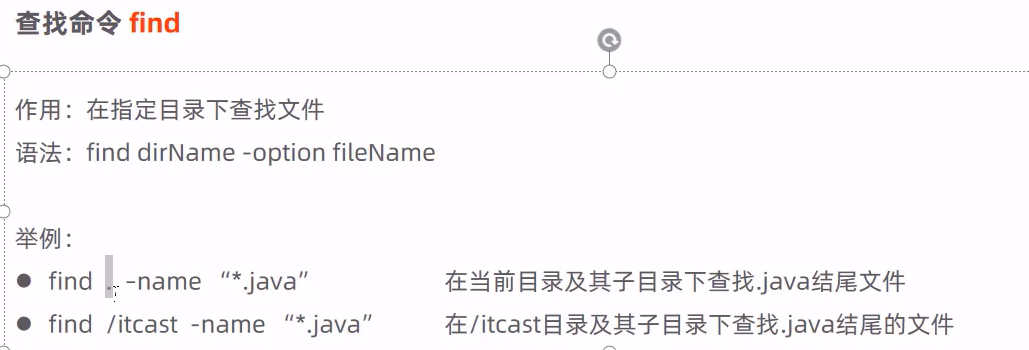 查找命令 find
作用：在指定目录下查找文件
语法：find dirName -option fileName
举例：
● find . -name “*.java” 在当前目录及其子目录下查找.java结尾文件
● find /itcast -name “*.java” 在/itcast目录及其子目录下查找.java结尾的文件